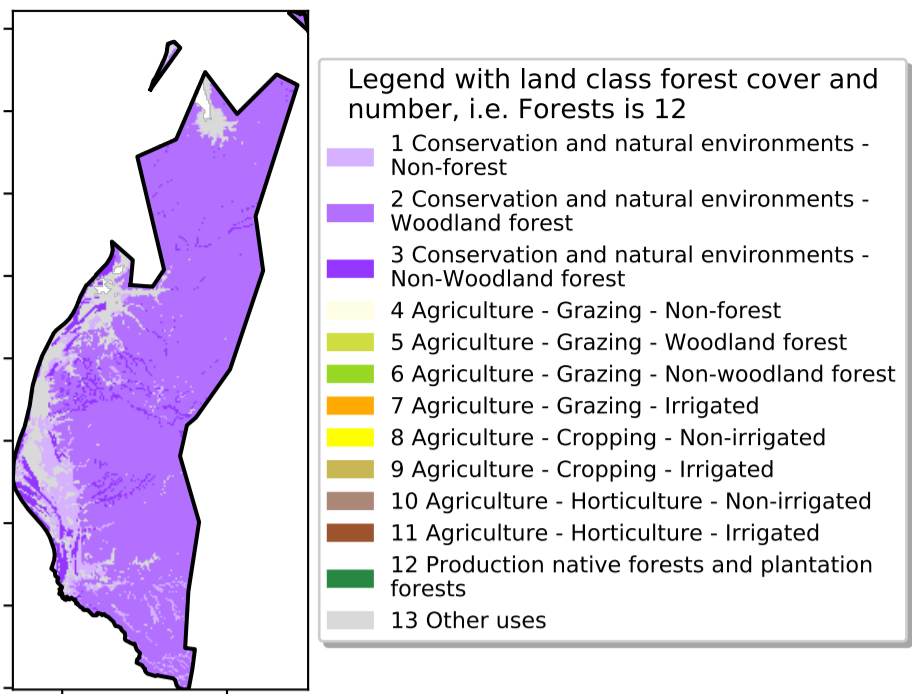 Legend with land class forest cover and
number, i.e. Forests is 12
1 Conservation and natural environments -
Non-forest
2 Conservation and natural environments -
Woodland forest
3 Conservation and natural environments -
Non-Woodland forest
4 Agriculture - Grazing - Non-forest
5 Agriculture - Grazing - Woodland forest
6 Agriculture - Grazing - Non-woodland forest
7 Agriculture - Grazing - Irrigated
8 Agriculture - Cropping - Non-irrigated
9 Agriculture - Cropping - Irrigated
10 Agriculture - Horticulture - Non-irrigated
11 Agriculture - Horticulture - Irrigated
12 Production native forests and plantation
forests
13 Other uses